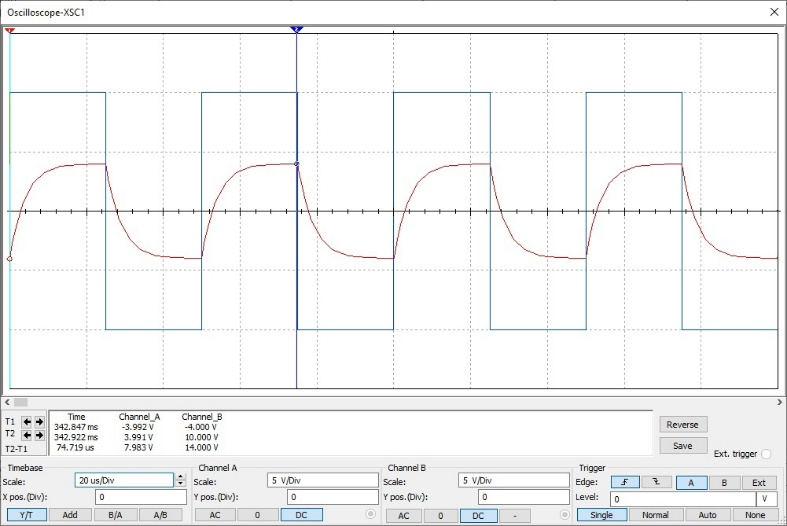 Oscilloscope-XSC1
1
2
Time Channel_A Channel_B
T1 342.847 ms -3.992 V -4.000 V
T2 342.922 ms 3.991 V 10.000 V
T2-T1 74.719 us 7.983 V 14.000 V
Reverse
Save
Ext. trigger
Timebase
Scale: 20 us/Div
X pos.(Div): 0
Y/T Add B/A A/B
Channel A
Scale: 5 V/Div
Y pos.(Div): 0
AC 0 DC
Channel B
Scale: 5 V/Div
Y pos.(Div): 0
AC 0 DC -
Trigger
Edge: A B Ext
Level: 0 V
Single Normal Auto None